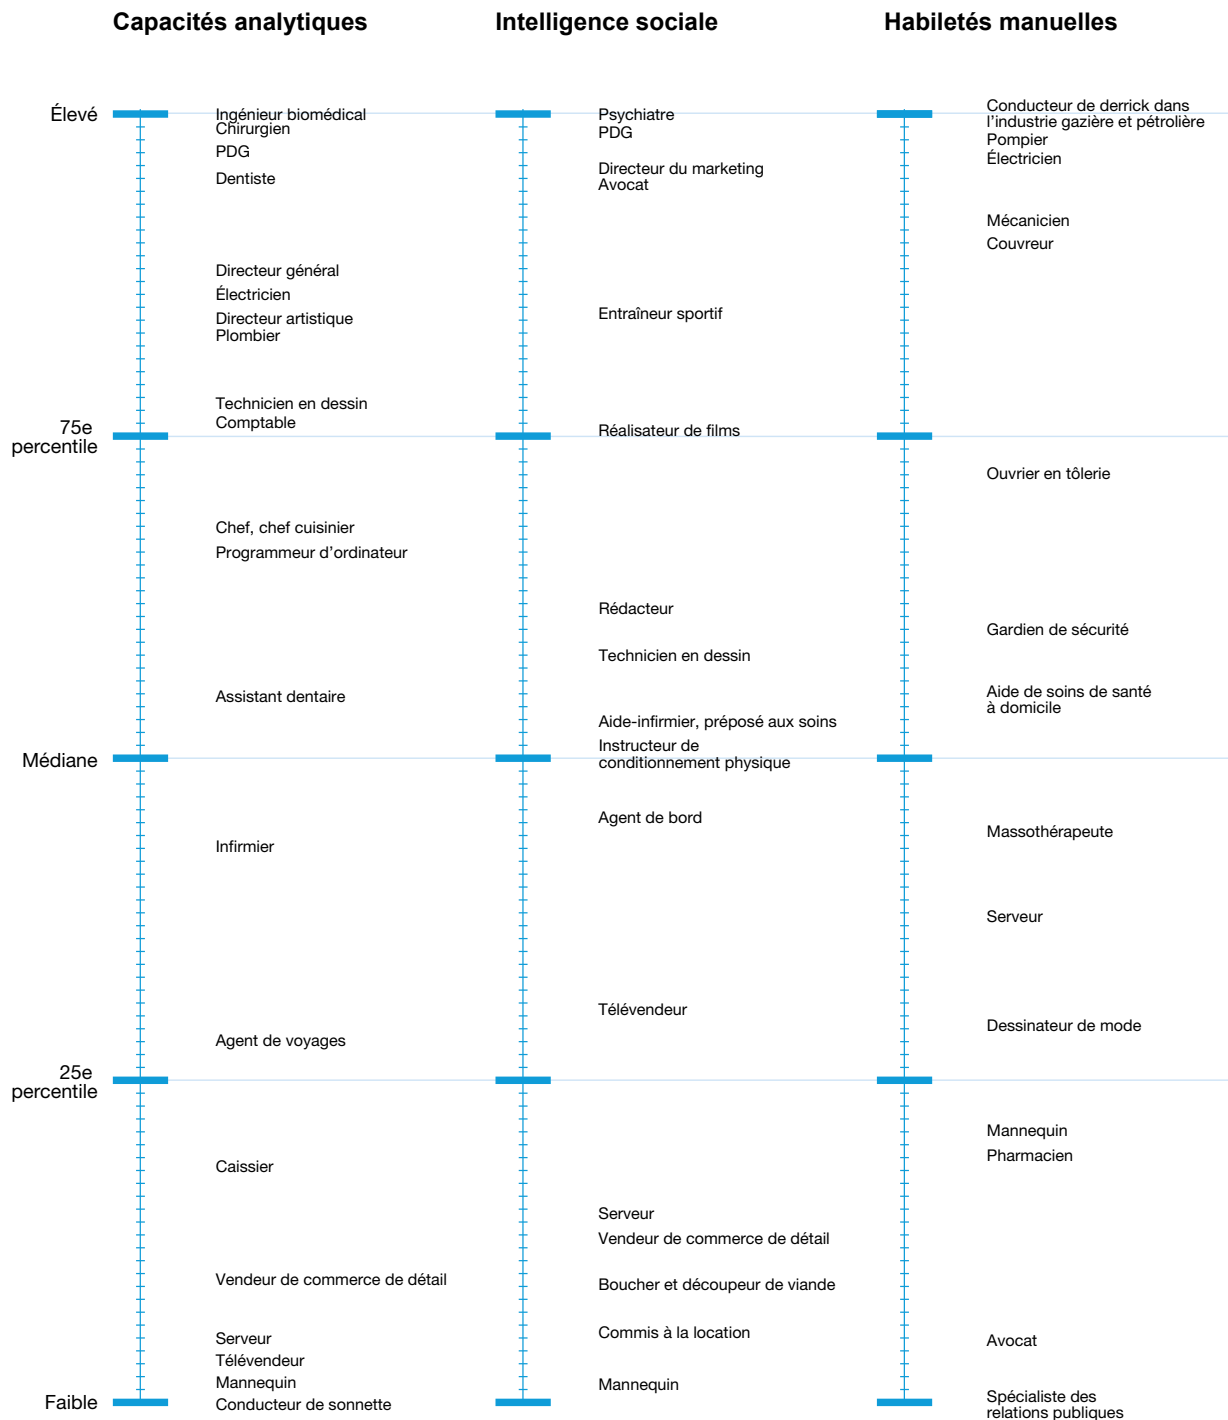 Capacités analytiques
Intelligence sociale
Habiletés manuelles
Élevé
75e
percentile
Médiane
25e
percentile
Faible
Ingénieur biomédical
Chirurgien
PDG
Dentiste
Directeur général
Électricien
Directeur artistique
Plombier
Technicien en dessin
Comptable
Chef, chef cuisinier
Programmeur d’ordinateur
Assistant dentaire
Infirmier
Agent de voyages
Caissier
Vendeur de commerce de détail
Serveur
Télévendeur
Mannequin
Conducteur de sonnette
Psychiatre
PDG
Directeur du marketing
Avocat
Entraîneur sportif
Réalisateur de films
Rédacteur
Technicien en dessin
Aide-infirmier, préposé aux soins
Instructeur de
conditionnement physique
Agent de bord
Télévendeur
Serveur
Vendeur de commerce de détail
Boucher et découpeur de viande
Commis à la location
Mannequin
Conducteur de derrick dans
l’industrie gazière et pétrolière
Pompier
Électricien
Mécanicien
Couvreur
Ouvrier en tôlerie
Gardien de sécurité
Aide de soins de santé
à domicile
Massothérapeute
Serveur
Dessinateur de mode
Mannequin
Pharmacien
Avocat
Spécialiste des
relations publiques